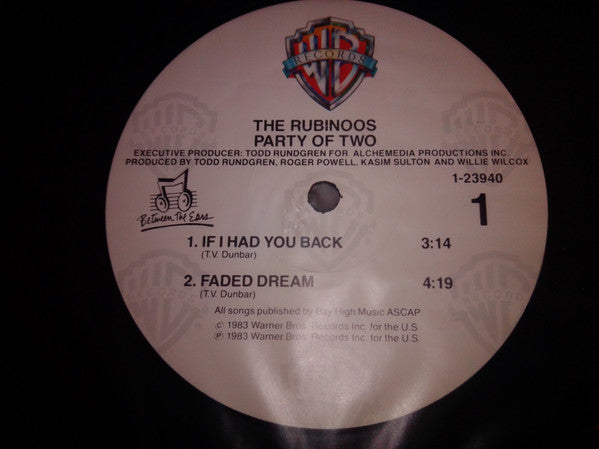 WB
RECORDS
THE RUBINOOS
PARTY OF TWO
EXECUTIVE PRODUCER: TODD RUNDGREN FOR ALCHEMEDIA PRODUCTIONS INC.
PRODUCED BY TODD RUNDGREN, ROGER POWELL, KASIM SULTON AND WILLIE WILCOX
1-23940
1
Between The Ears
1. IF I HAD YOU BACK 3:14
(T.V. Dunbar)
2. FADED DREAM 4:19
(T.V. Dunbar)
All songs published by Bay High Music ASCAP
© 1983 Warner Bros. Records Inc. for the U.S.
℗ 1983 Warner Bros. Records Inc. for the U.S.